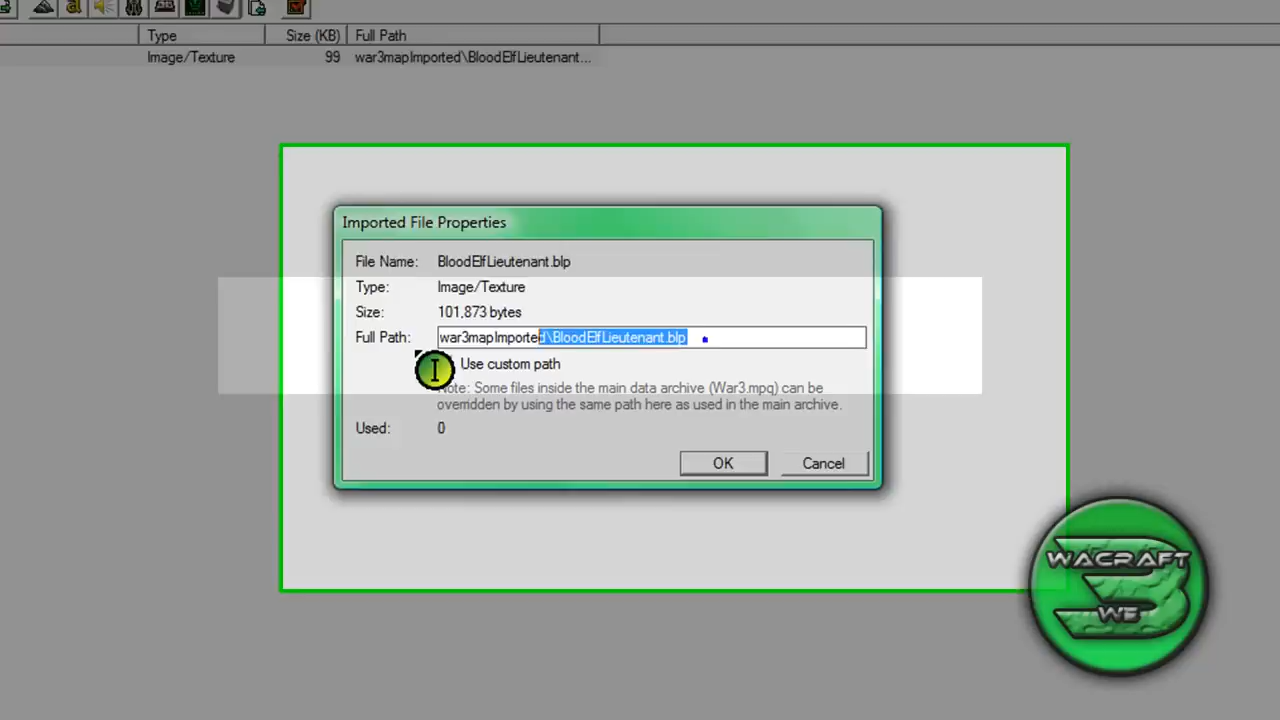 Type Size (KB) Full Path
Image/Texture 99 war3mapImported\BloodElfLieutenant...
Imported File Properties
File Name: BloodElfLieutenant.blp
Type: Image/Texture
Size: 101,873 bytes
Full Path: war3mapImported\BloodElfLieutenant.blp
Use custom path
Note: Some files inside the main data archive (War3.mpq) can be
overridden by using the same path here as used in the main archive.
Used: 0
OK Cancel
WACRAFT
3
WE